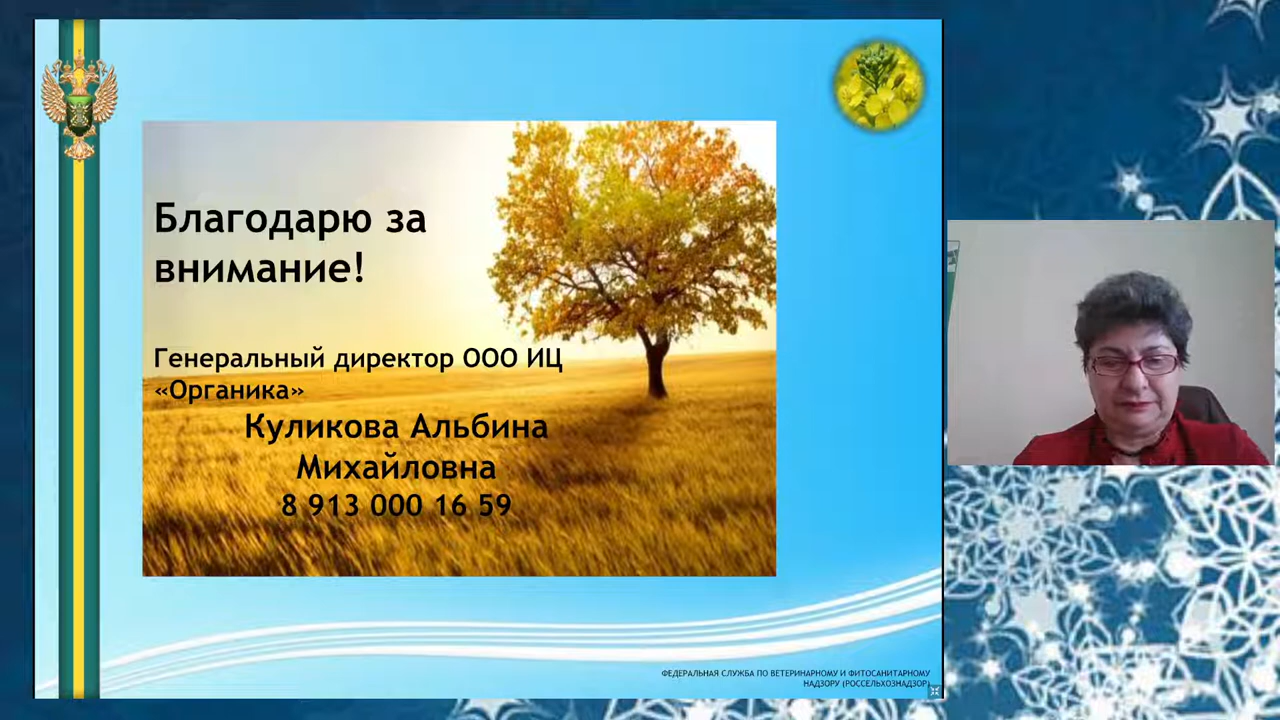 Благодарю за
внимание!
Генеральный директор ООО ИЦ
«Органика»
Куликова Альбина
Михайловна
8 913 000 16 59
ФЕДЕРАЛЬНАЯ СЛУЖБА ПО ВЕТЕРИНАРНОМУ И ФИТОСАНИТАРНОМУ
НАДЗОРУ (РОССЕЛЬХОЗНАДЗОР)